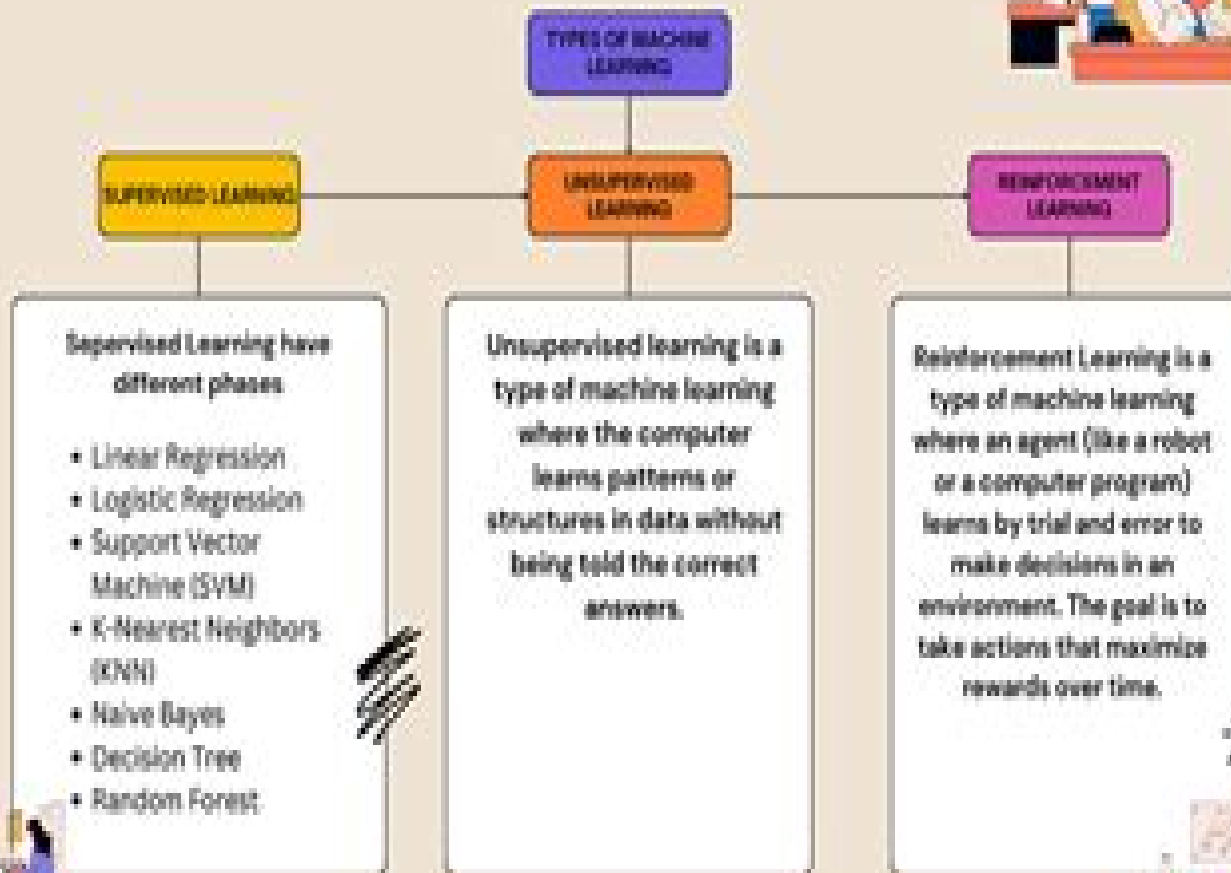 TYPES OF MACHINE
LEARNING
SUPERVISED LEARNING
UNSUPERVISED
LEARNING
REINFORCEMENT
LEARNING
Supervised Learning have
different phases
• Linear Regression
• Logistic Regression
• Support Vector
Machine (SVM)
• K-Nearest Neighbors
(KNN)
• Naive Bayes
• Decision Tree
• Random Forest
Unsupervised learning is a
type of machine learning
where the computer
learns patterns or
structures in data without
being told the correct
answers.
Reinforcement Learning is a
type of machine learning
where an agent (like a robot
or a computer program)
learns by trial and error to
make decisions in an
environment. The goal is to
take actions that maximize
rewards over time.